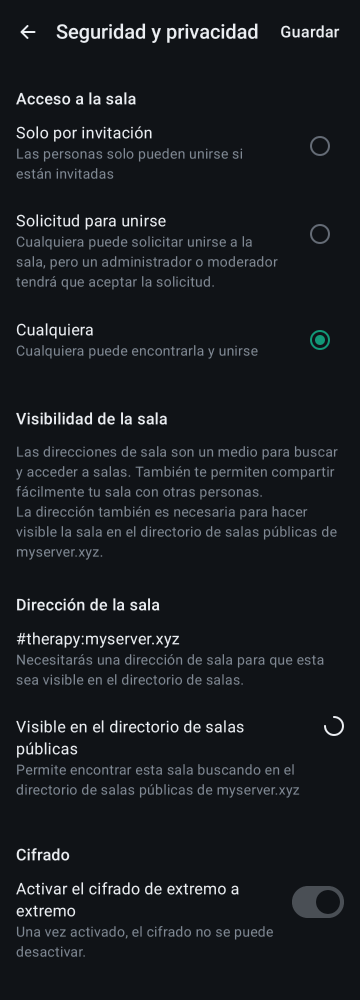 Seguridad y privacidad
Guardar
Acceso a la sala
Solo por invitación
Las personas solo pueden unirse si
están invitadas
Solicitud para unirse
Cualquiera puede solicitar unirse a la
sala, pero un administrador o moderador
tendrá que aceptar la solicitud.
Cualquiera
Cualquiera puede encontrarla y unirse
Visibilidad de la sala
Las direcciones de sala son un medio para buscar
y acceder a salas. También te permiten compartir
fácilmente tu sala con otras personas.
La dirección también es necesaria para hacer
visible la sala en el directorio de salas públicas de
myserver.xyz.
Dirección de la sala
#therapy:myserver.xyz
Necesitarás una dirección de sala para que esta
sea visible en el directorio de salas.
Visible en el directorio de salas
públicas
Permite encontrar esta sala buscando en el
directorio de salas públicas de myserver.xyz
Cifrado
Activar el cifrado de extremo a
extremo
Una vez activado, el cifrado no se puede
desactivar.